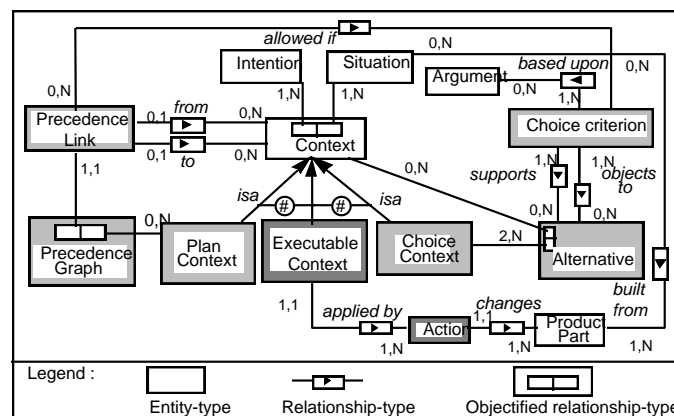 allowed if
0,N
Intention
Situation
based upon
Argument
0,N
0,N
0,N
1,N
1,N
1,N
Precedence
Link
0,1
from
0,N
0,1
to
0,N
Context
Choice criterion
1,1
0,N
supports
1,N
1,N
objects
to
isa
#
#
isa
0,N
Precedence
Graph
Plan
Context
Executable
Context
Choice
Context
2,N
0,N
0,N
Alternative
1,1
applied by
changes
built
from
1,N
Action
1,1
1,N
Product
Part
1,N
Legend :
Entity-type
Relationship-type
Objectified relationship-type